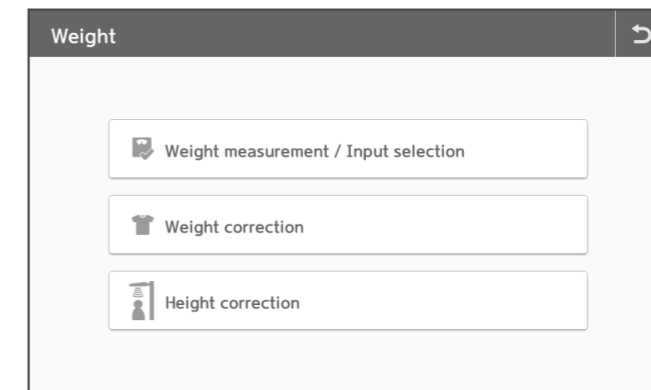 Weight
Weight measurement / Input selection
Weight correction
Height correction